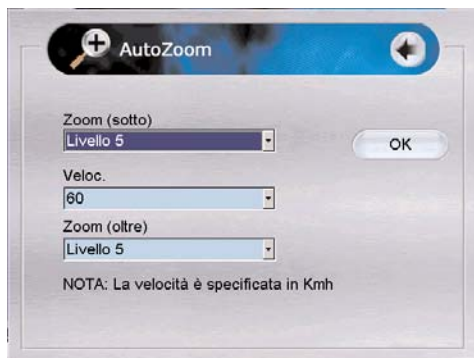 AutoZoom
Zoom (sotto)
Livello 5
OK
Veloc.
60
Zoom (oltre)
Livello 5
NOTA: La velocità è specificata in Kmh